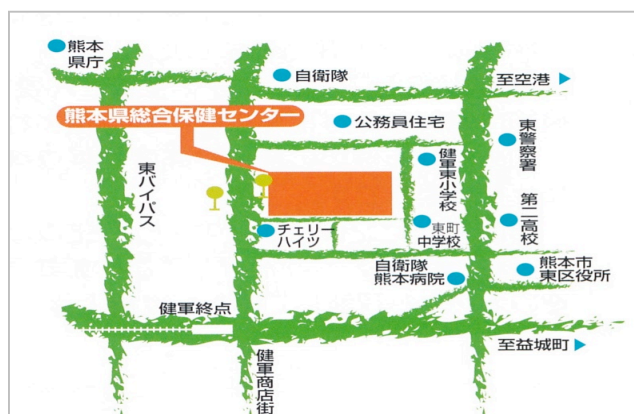 熊本
県庁
自衛隊
至空港
熊本県総合保健センター
公務員住宅
東警察署
健軍東小学校
東バイパス
第二高校
チェリー
ハイツ
東町
中学校
自衛隊
熊本病院
熊本市
東区役所
健軍終点
至益城町
健軍商店街